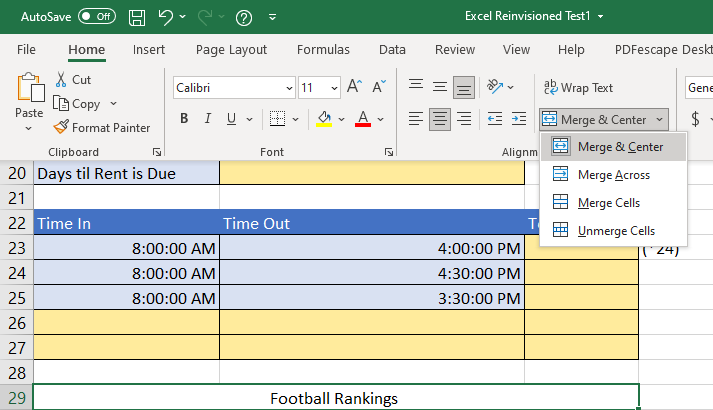 AutoSave Off Excel Reinvisioned Test1
File Home Insert Page Layout Formulas Data Review View Help PDFescape Deskt
Cut
Copy
Format Painter
Paste
Clipboard
Calibri 11 A A
B I U A
Font
ab Wrap Text
Merge & Center
Alignm
Gene
$
Merge & Center
Merge Across
Merge Cells
Unmerge Cells
20 Days til Rent is Due
21
22 Time In Time Out T
23 8:00:00 AM 4:00:00 PM (*24)
24 8:00:00 AM 4:30:00 PM
25 8:00:00 AM 3:30:00 PM
26
27
28
29 Football Rankings